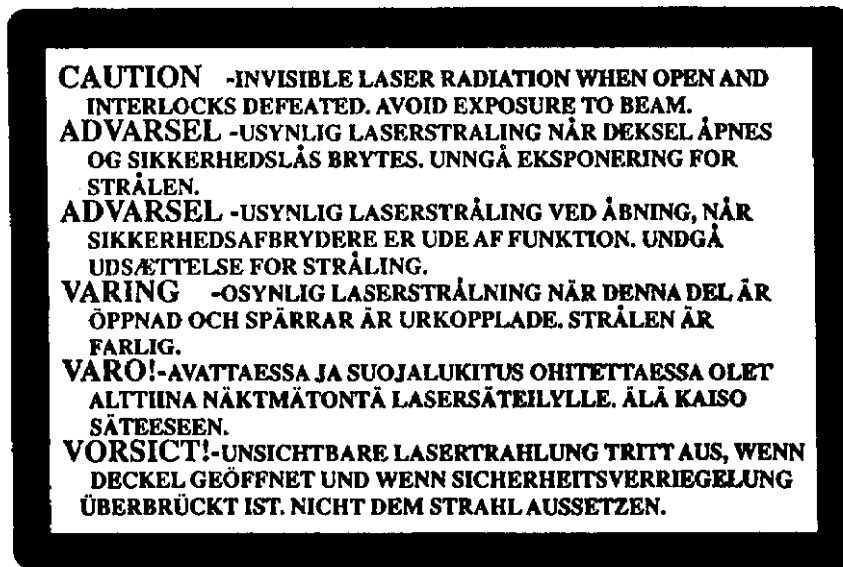 CAUTION -INVISIBLE LASER RADIATION WHEN OPEN AND
INTERLOCKS DEFEATED. AVOID EXPOSURE TO BEAM.
ADVARSEL -USYNLIG LASERSTRALING NÅR DEKSEL ÅPNES
OG SIKKERHEDSLÅS BRYTES. UNNGÅ EKSPONERING FOR
STRÅLEN.
ADVARSEL -USYNLIG LASERSTRÅLING VED ÅBNING, NÅR
SIKKERHEDSAFBRYDERE ER UDE AF FUNKTION. UNDGÅ
UDSÆTTELSE FOR STRÅLING.
VARING -OSYNLIG LASERSTRÅLNING NÄR DENNA DEL ÄR
ÖPPNAD OCH SPÄRRAR ÄR URKOPPLADE. STRÅLEN ÄR
FARLIG.
VARO!-AVATTAESSA JA SUOJALUKITUS OHITETTAESSA OLET
ALTTIINA NÄKTMÄTONTÄ LASERSÄTEILYLLE. ÄLÄ KAISO
SÄTEESEEN.
VORSICT!-UNSICHTBARE LASERTRAHLUNG TRITT AUS, WENN
DECKEL GEÖFFNET UND WENN SICHERHEITSVERRIEGELUNG
ÜBERBRÜCKT IST. NICHT DEM STRAHL AUSSETZEN.